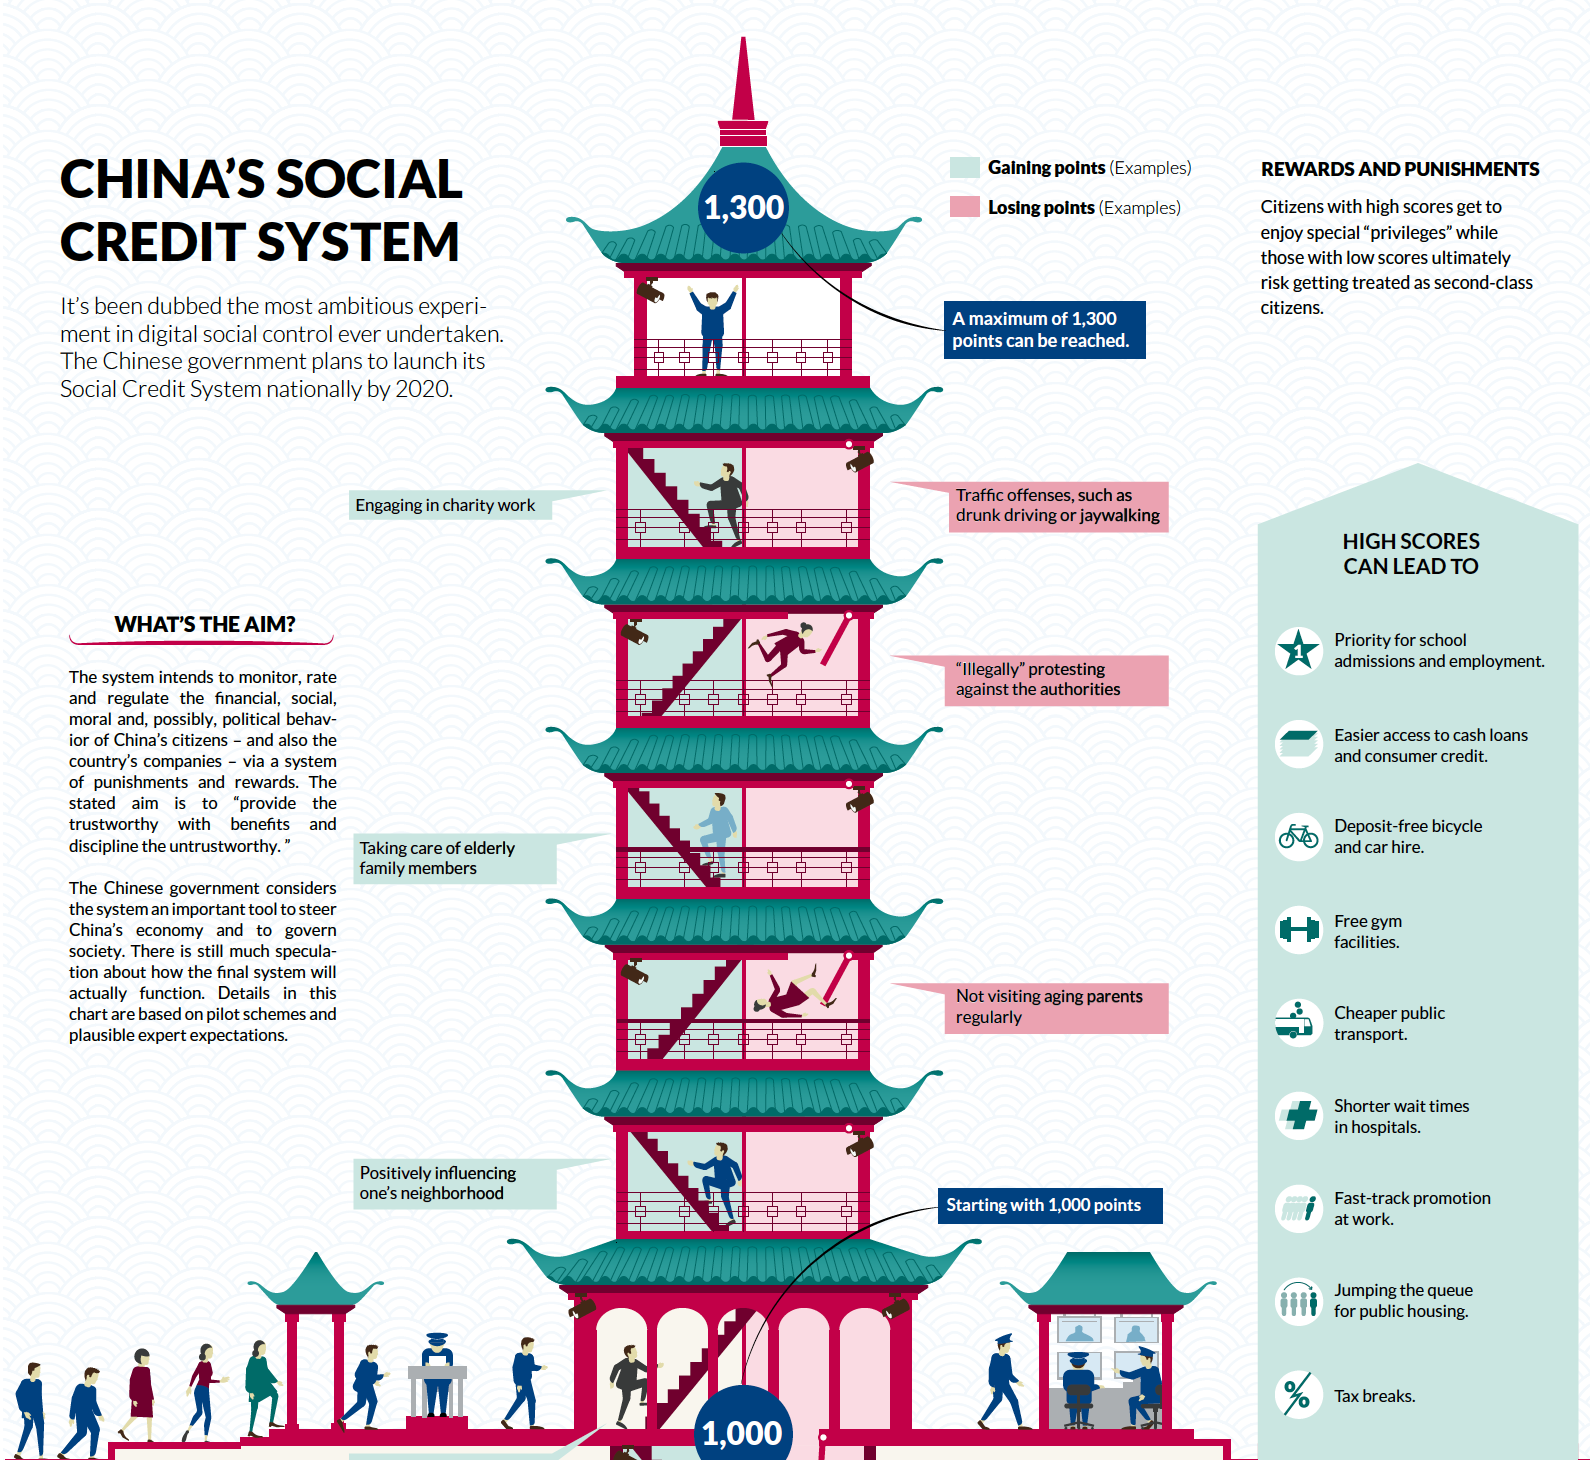 CHINA'S SOCIAL
CREDIT SYSTEM
It's been dubbed the most ambitious experi-
ment in digital social control ever undertaken.
The Chinese government plans to launch its
Social Credit System nationally by 2020.
WHAT'S THE AIM?
The system intends to monitor, rate
and regulate the financial, social,
moral and, possibly, political behav-
ior of China's citizens – and also the
country's companies – via a system
of punishments and rewards. The
stated aim is to “provide the
trustworthy with benefits and
discipline the untrustworthy. ”
The Chinese government considers
the system an important tool to steer
China's economy and to govern
society. There is still much specula-
tion about how the final system will
actually function. Details in this
chart are based on pilot schemes and
plausible expert expectations.
1,300
Gaining points (Examples)
Losing points (Examples)
A maximum of 1,300
points can be reached.
Engaging in charity work
Traffic offenses, such as
drunk driving or jaywalking
“Illegally” protesting
against the authorities
Taking care of elderly
family members
Not visiting aging parents
regularly
Positively influencing
one's neighborhood
Starting with 1,000 points
1,000
REWARDS AND PUNISHMENTS
Citizens with high scores get to
enjoy special “privileges” while
those with low scores ultimately
risk getting treated as second-class
citizens.
HIGH SCORES
CAN LEAD TO
1
Priority for school
admissions and employment.
Easier access to cash loans
and consumer credit.
Deposit-free bicycle
and car hire.
Free gym
facilities.
Cheaper public
transport.
Shorter wait times
in hospitals.
Fast-track promotion
at work.
Jumping the queue
for public housing.
%
Tax breaks.